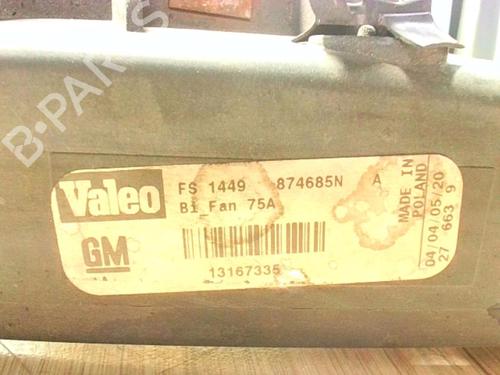 B-PARTS
Valeo
FS 1449 874685N A
Bi Fan 75A
GM
13167335
MADE IN
POLAND
04/04/05/20
27 663 9